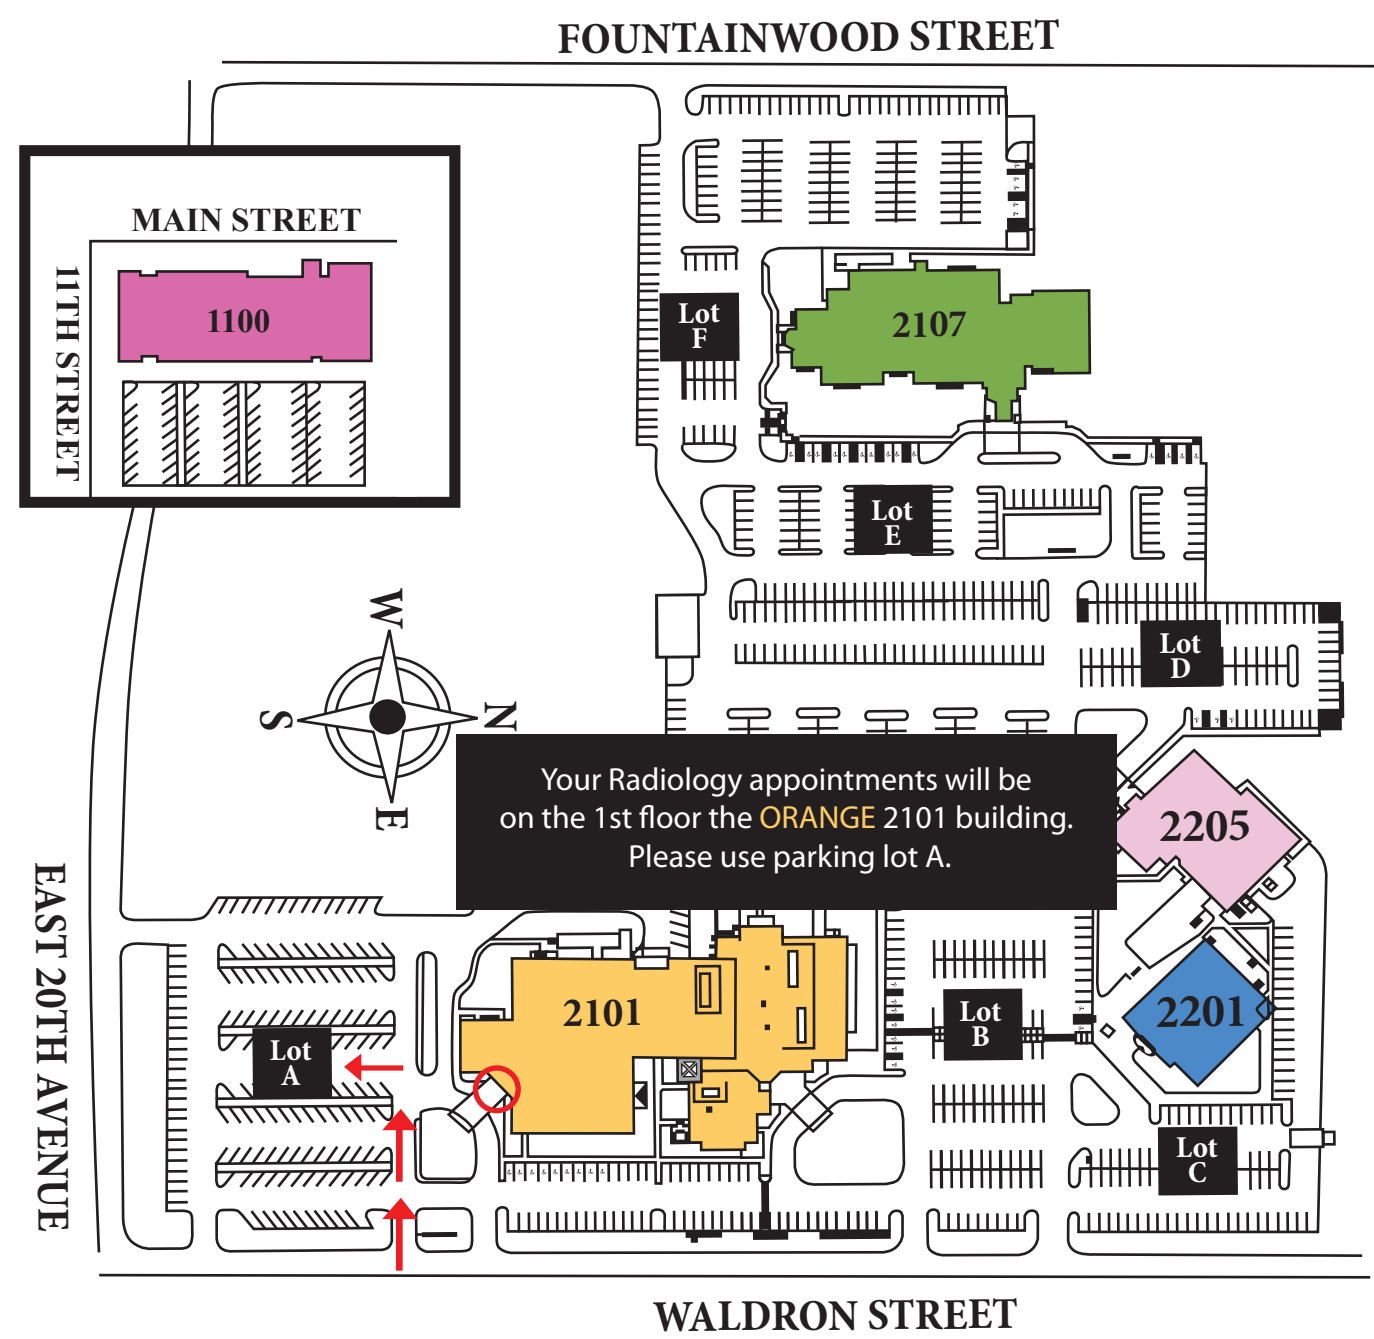 FOUNTAINWOOD STREET
MAIN STREET
11TH STREET
1100
Lot
F
2107
Lot
E
Lot
D
W
S
N
E
Your Radiology appointments will be
on the 1st floor the ORANGE 2101 building.
Please use parking lot A.
2205
EAST 20TH AVENUE
2101
Lot
A
Lot
B
2201
Lot
C
WALDRON STREET